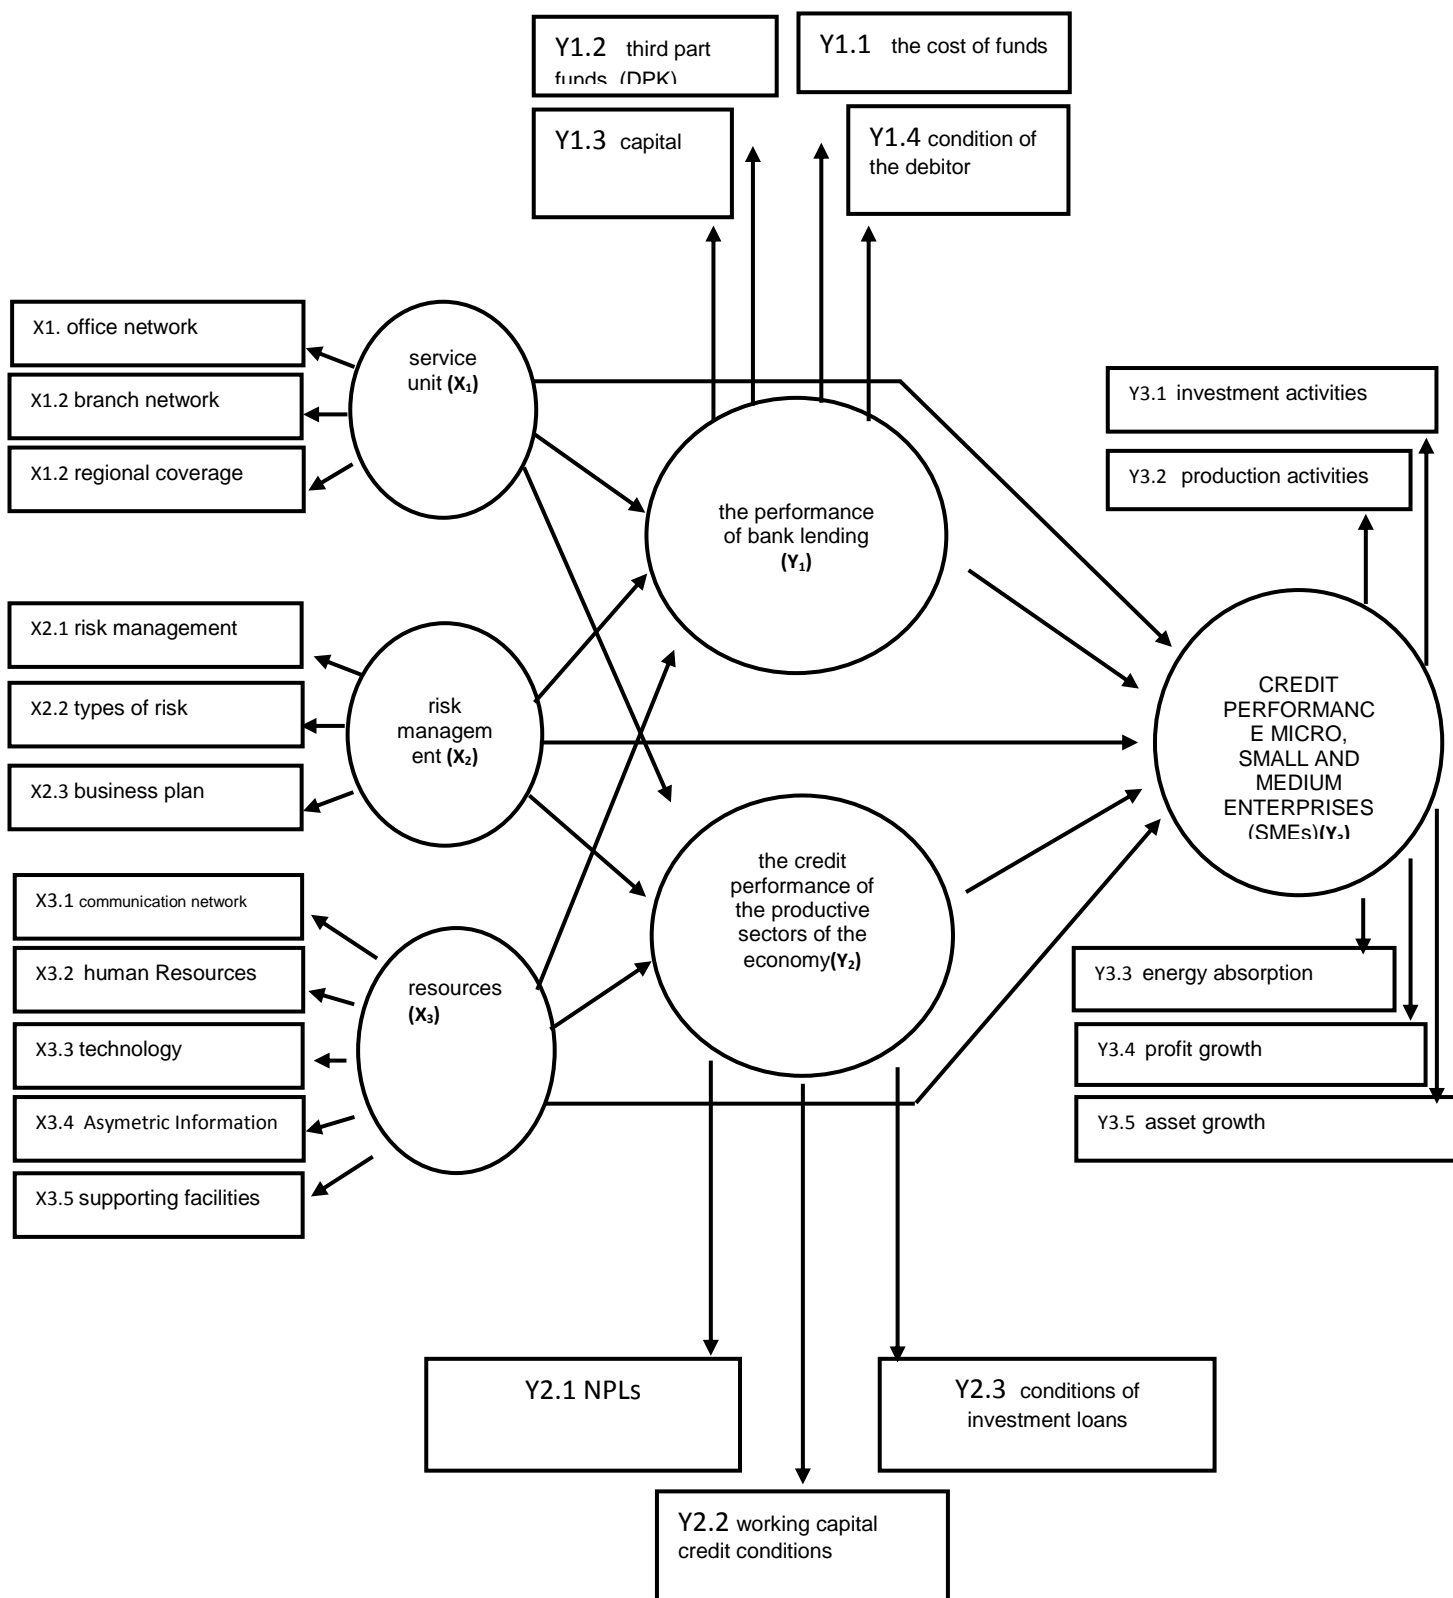 Y1.2 third part
funds (DPK)
Y1.1 the cost of funds
Y1.3 capital
Y1.4 condition of
the debitor
X1. office network
X1.2 branch network
X1.2 regional coverage
service
unit (X₁)
the performance
of bank lending
(Y₁)
Y3.1 investment activities
Y3.2 production activities
X2.1 risk management
X2.2 types of risk
X2.3 business plan
risk
managem
ent (X₂)
CREDIT
PERFORMANC
E MICRO,
SMALL AND
MEDIUM
ENTERPRISES
(SMEs)(Y₃)
the credit
performance of
the productive
sectors of the
economy(Y₂)
X3.1 communication network
X3.2 human Resources
X3.3 technology
X3.4 Asymetric Information
X3.5 supporting facilities
resources
(X₃)
Y3.3 energy absorption
Y3.4 profit growth
Y3.5 asset growth
Y2.1 NPLs
Y2.3 conditions of
investment loans
Y2.2 working capital
credit conditions